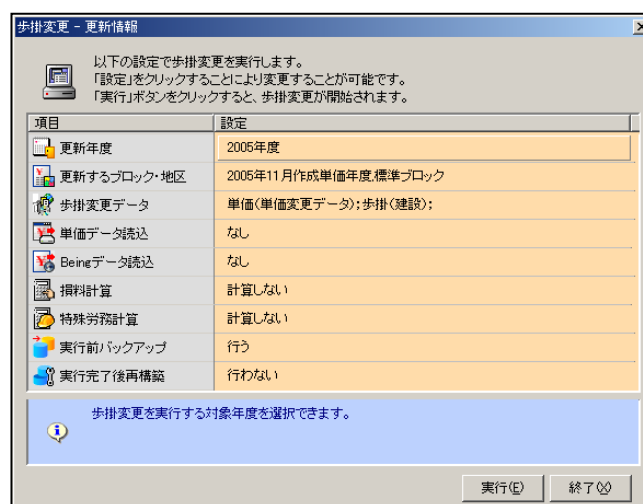 歩掛変更 - 更新情報
以下の設定で歩掛変更を実行します。
「設定」をクリックすることにより変更することが可能です。
「実行」ボタンをクリックすると、歩掛変更が開始されます。
項目 設定
更新年度 2005年度
更新するブロック・地区 2005年11月作成単価年度,標準ブロック
歩掛変更データ 単価(単価変更データ);歩掛(建設);
単価データ読込 なし
Beingデータ読込 なし
損料計算 計算しない
特殊労務計算 計算しない
実行前バックアップ 行う
実行完了後再構築 行わない
歩掛変更を実行する対象年度を選択できます。
実行(E) 終了(X)